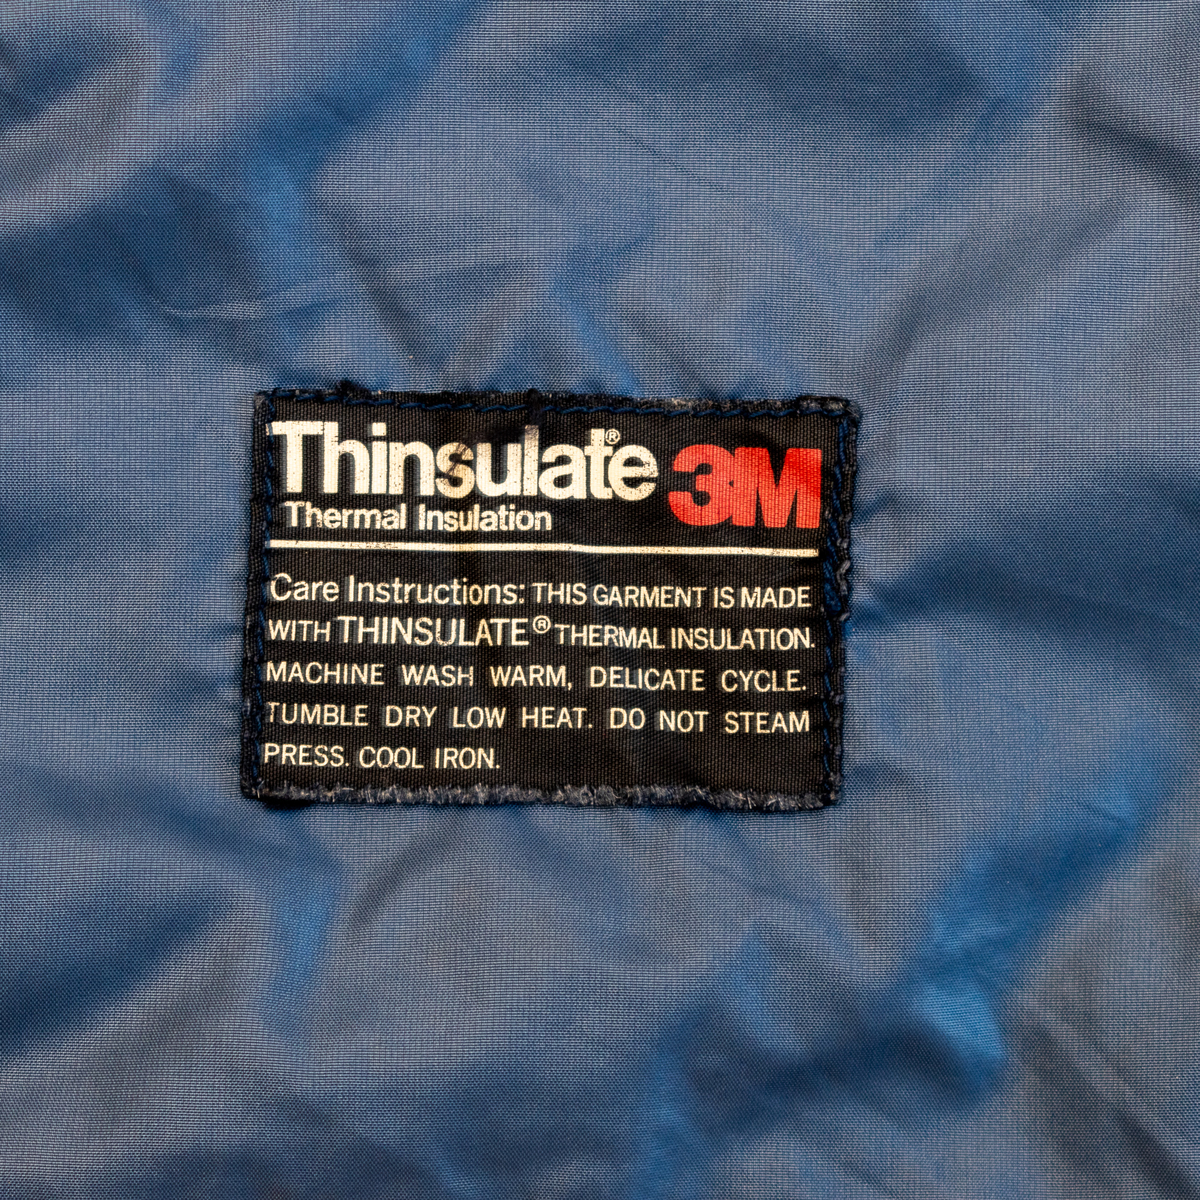 Thinsulate® 3M
Thermal Insulation
Care Instructions: THIS GARMENT IS MADE
WITH THINSULATE® THERMAL INSULATION.
MACHINE WASH WARM, DELICATE CYCLE.
TUMBLE DRY LOW HEAT. DO NOT STEAM
PRESS. COOL IRON.